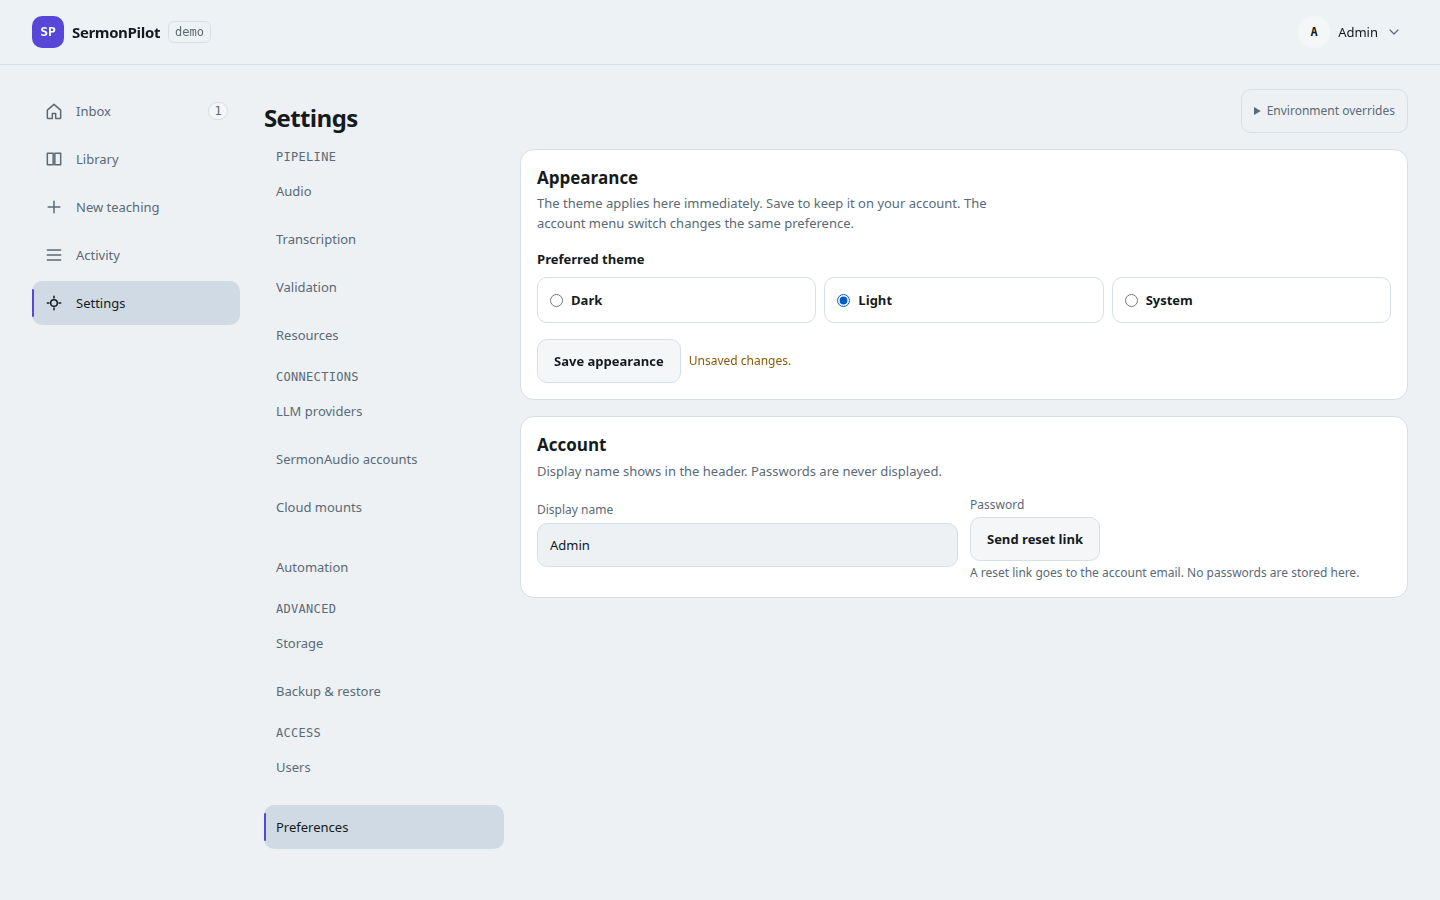 SP SermonPilot demo
A Admin
Inbox 1
Library
New teaching
Activity
Settings
Settings
Environment overrides
PIPELINE
Audio
Transcription
Validation
Resources
CONNECTIONS
LLM providers
SermonAudio accounts
Cloud mounts
Automation
ADVANCED
Storage
Backup & restore
ACCESS
Users
Preferences
Appearance
The theme applies here immediately. Save to keep it on your account. The
account menu switch changes the same preference.
Preferred theme
Dark
Light
System
Save appearance
Unsaved changes.
Account
Display name shows in the header. Passwords are never displayed.
Display name
Admin
Password
Send reset link
A reset link goes to the account email. No passwords are stored here.